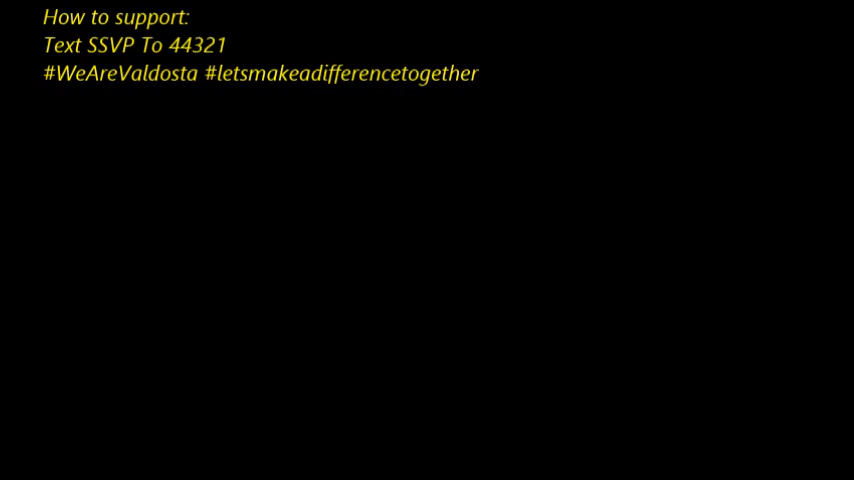 How to support:
Text SSVP To 44321
#WeAreValdosta #letsmakeadifferencetogether